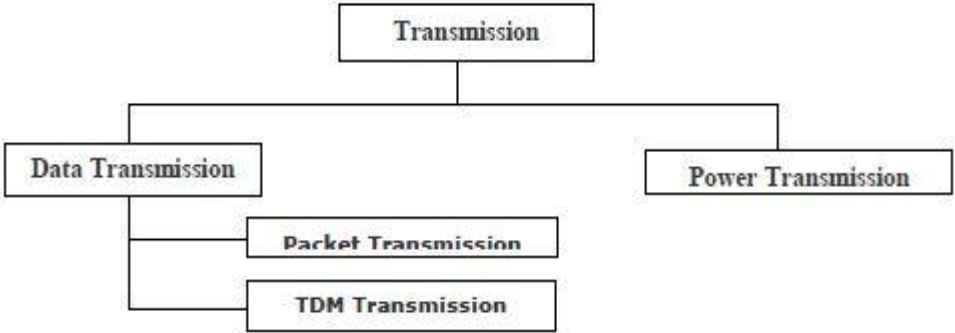 Transmission
Data Transmission
Power Transmission
Packet Transmission
TDM Transmission